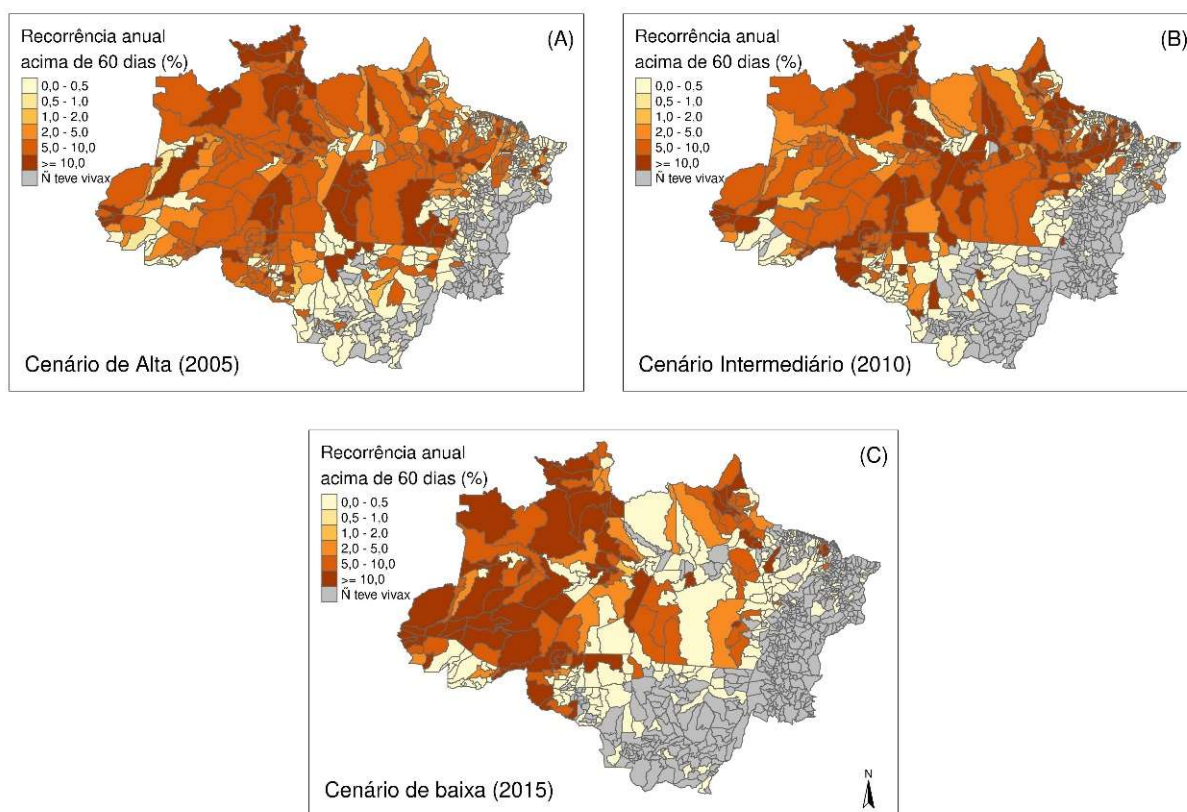 Recorrência anual
acima de 60 dias (%)
(A)
0,0 - 0.5
0,5 - 1.0
1,0 - 2.0
2,0 - 5.0
5,0 - 10,0
>= 10,0
Ñ teve vivax
Cenário de Alta (2005)
Recorrência anual
acima de 60 dias (%)
(B)
0,0 - 0.5
0,5 - 1.0
1,0 - 2.0
2,0 - 5.0
5,0 - 10,0
>= 10,0
Ñ teve vivax
Cenário Intermediário (2010)
Recorrência anual
acima de 60 dias (%)
(C)
0,0 - 0.5
0,5 - 1.0
1,0 - 2.0
2,0 - 5.0
5,0 - 10,0
>= 10,0
Ñ teve vivax
Cenário de baixa (2015)
N